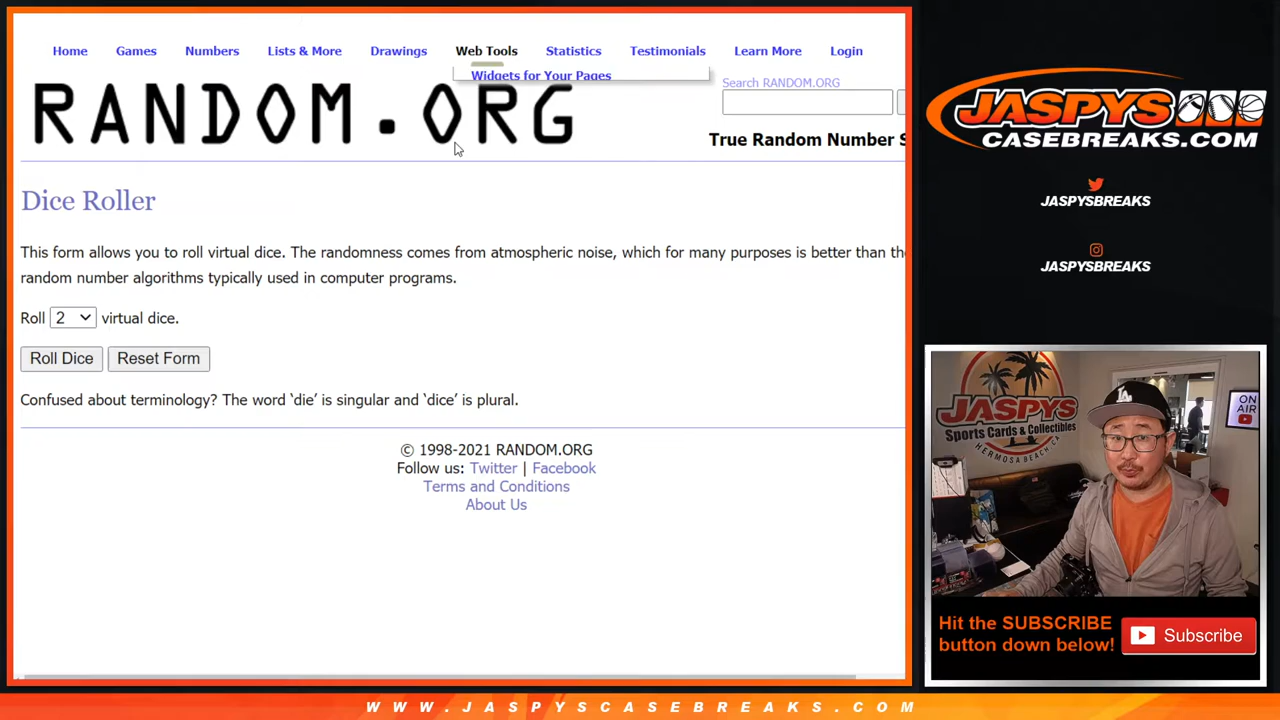 Home Games Numbers Lists & More Drawings Web Tools Statistics Testimonials Learn More Login
Widgets for Your Pages
Search RANDOM.ORG
RANDOM.ORG
True Random Number S
Dice Roller
This form allows you to roll virtual dice. The randomness comes from atmospheric noise, which for many purposes is better than the
random number algorithms typically used in computer programs.
Roll 2 virtual dice.
Roll Dice Reset Form
Confused about terminology? The word ‘die’ is singular and ‘dice’ is plural.
© 1998-2021 RANDOM.ORG
Follow us: Twitter | Facebook
Terms and Conditions
About Us
JASPYS
CASEBREAKS.COM
JASPYSBREAKS
JASPYSBREAKS
JASPYS
Sports Cards & Collectibles
HERMOSA BEACH CA
LA
ON
AIR
Hit the SUBSCRIBE
button down below!
Subscribe
WWW.JASPYSCASEBREAKS.COM